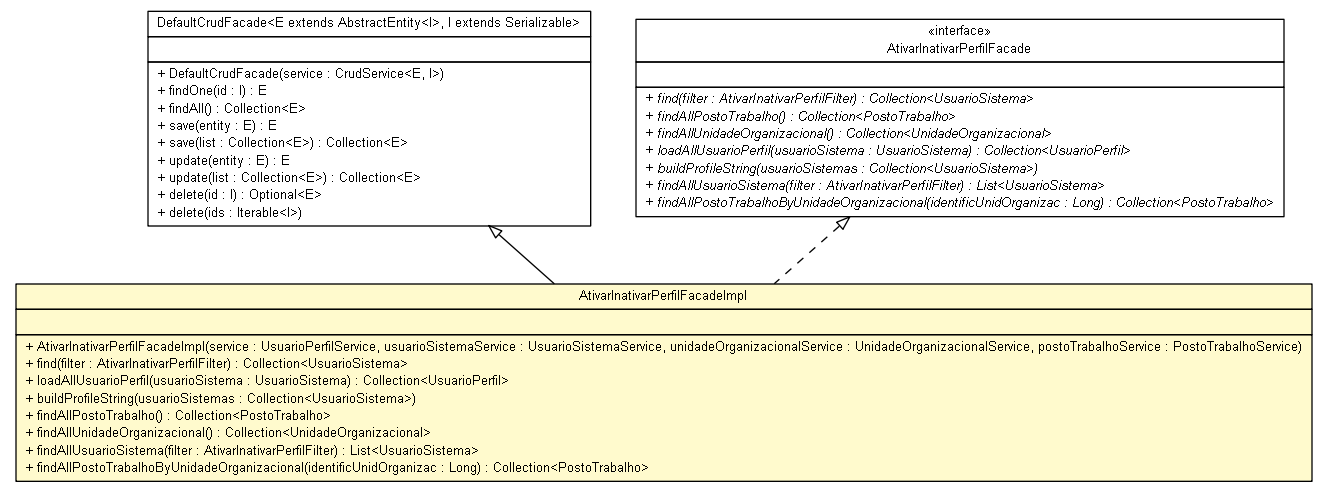 DefaultCrudFacade<E extends AbstractEntity<I>, I extends Serializable>
+ DefaultCrudFacade(service : CrudService<E, I>)
+ findOne(id : I) : E
+ findAll() : Collection<E>
+ save(entity : E) : E
+ save(list : Collection<E>) : Collection<E>
+ update(entity : E) : E
+ update(list : Collection<E>) : Collection<E>
+ delete(id : I) : Optional<E>
+ delete(ids : Iterable<I>)
«interface»
AtivarInativarPerfilFacade
+ find(filter : AtivarInativarPerfilFilter) : Collection<UsuarioSistema>
+ findAllPostoTrabalho() : Collection<PostoTrabalho>
+ findAllUnidadeOrganizacional() : Collection<UnidadeOrganizacional>
+ loadAllUsuarioPerfil(usuarioSistema : UsuarioSistema) : Collection<UsuarioPerfil>
+ buildProfileString(usuarioSistemas : Collection<UsuarioSistema>)
+ findAllUsuarioSistema(filter : AtivarInativarPerfilFilter) : List<UsuarioSistema>
+ findAllPostoTrabalhoByUnidadeOrganizacional(identificUnidOrganizac : Long) : Collection<PostoTrabalho>
AtivarInativarPerfilFacadeImpl
+ AtivarInativarPerfilFacadeImpl(service : UsuarioPerfilService, usuarioSistemaService : UsuarioSistemaService, unidadeOrganizacionalService : UnidadeOrganizacionalService, postoTrabalhoService : PostoTrabalhoService)
+ find(filter : AtivarInativarPerfilFilter) : Collection<UsuarioSistema>
+ loadAllUsuarioPerfil(usuarioSistema : UsuarioSistema) : Collection<UsuarioPerfil>
+ buildProfileString(usuarioSistemas : Collection<UsuarioSistema>)
+ findAllPostoTrabalho() : Collection<PostoTrabalho>
+ findAllUnidadeOrganizacional() : Collection<UnidadeOrganizacional>
+ findAllUsuarioSistema(filter : AtivarInativarPerfilFilter) : List<UsuarioSistema>
+ findAllPostoTrabalhoByUnidadeOrganizacional(identificUnidOrganizac : Long) : Collection<PostoTrabalho>